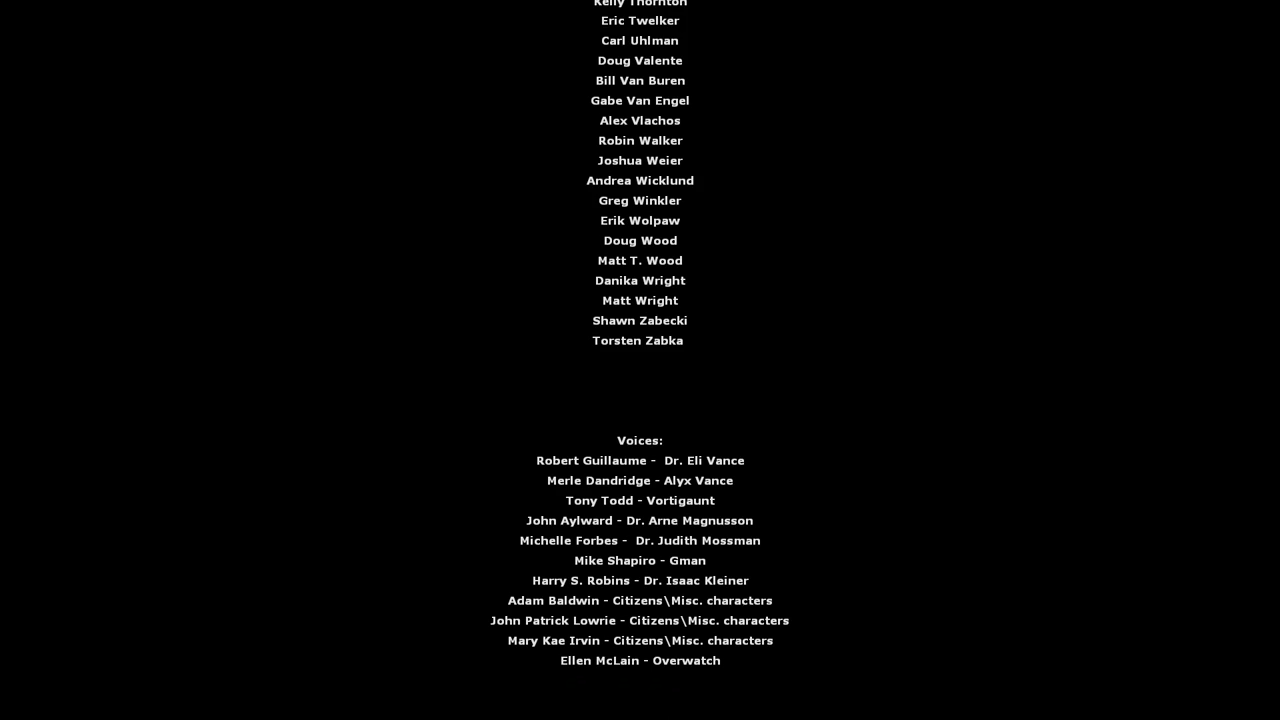 Kelly Thornton
Eric Twelker
Carl Uhlman
Doug Valente
Bill Van Buren
Gabe Van Engel
Alex Vlachos
Robin Walker
Joshua Weier
Andrea Wicklund
Greg Winkler
Erik Wolpaw
Doug Wood
Matt T. Wood
Danika Wright
Matt Wright
Shawn Zabecki
Torsten Zabka
Voices:
Robert Guillaume -  Dr. Eli Vance
Merle Dandridge - Alyx Vance
Tony Todd - Vortigaunt
John Aylward - Dr. Arne Magnusson
Michelle Forbes -  Dr. Judith Mossman
Mike Shapiro - Gman
Harry S. Robins - Dr. Isaac Kleiner
Adam Baldwin - Citizens\Misc. characters
John Patrick Lowrie - Citizens\Misc. characters
Mary Kae Irvin - Citizens\Misc. characters
Ellen McLain - Overwatch